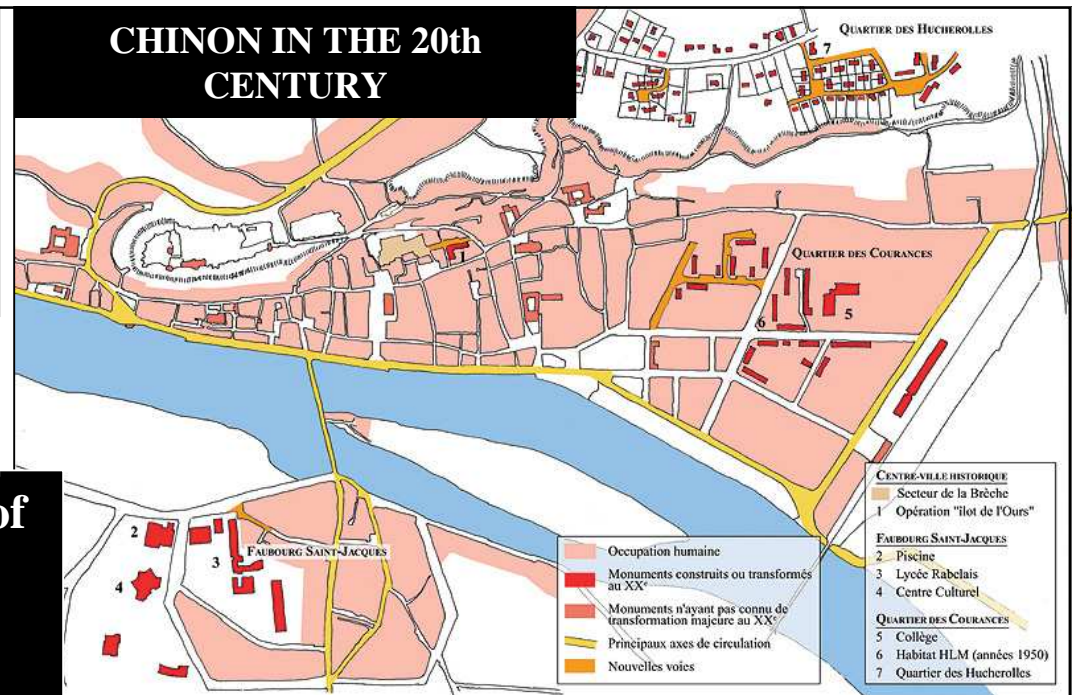 CHINON IN THE 20th
CENTURY
QUARTIER DES HUCHEROLLES
7
1
QUARTIER DES COURANCES
6
5
of
2
3
FAUBOURG SAINT-JACQUES
4
Occupation humaine
Monuments construits ou transformés
au XXe
Monuments n'ayant pas connu de
transformation majeure au XXe
Principaux axes de circulation
Nouvelles voies
CENTRE-VILLE HISTORIQUE
Secteur de la Brèche
1 Opération "îlot de l'Ours"
FAUBOURG SAINT-JACQUES
2 Piscine
3 Lycée Rabelais
4 Centre Culturel
QUARTIER DES COURANCES
5 Collège
6 Habitat HLM (années 1950)
7 Quartier des Hucherolles